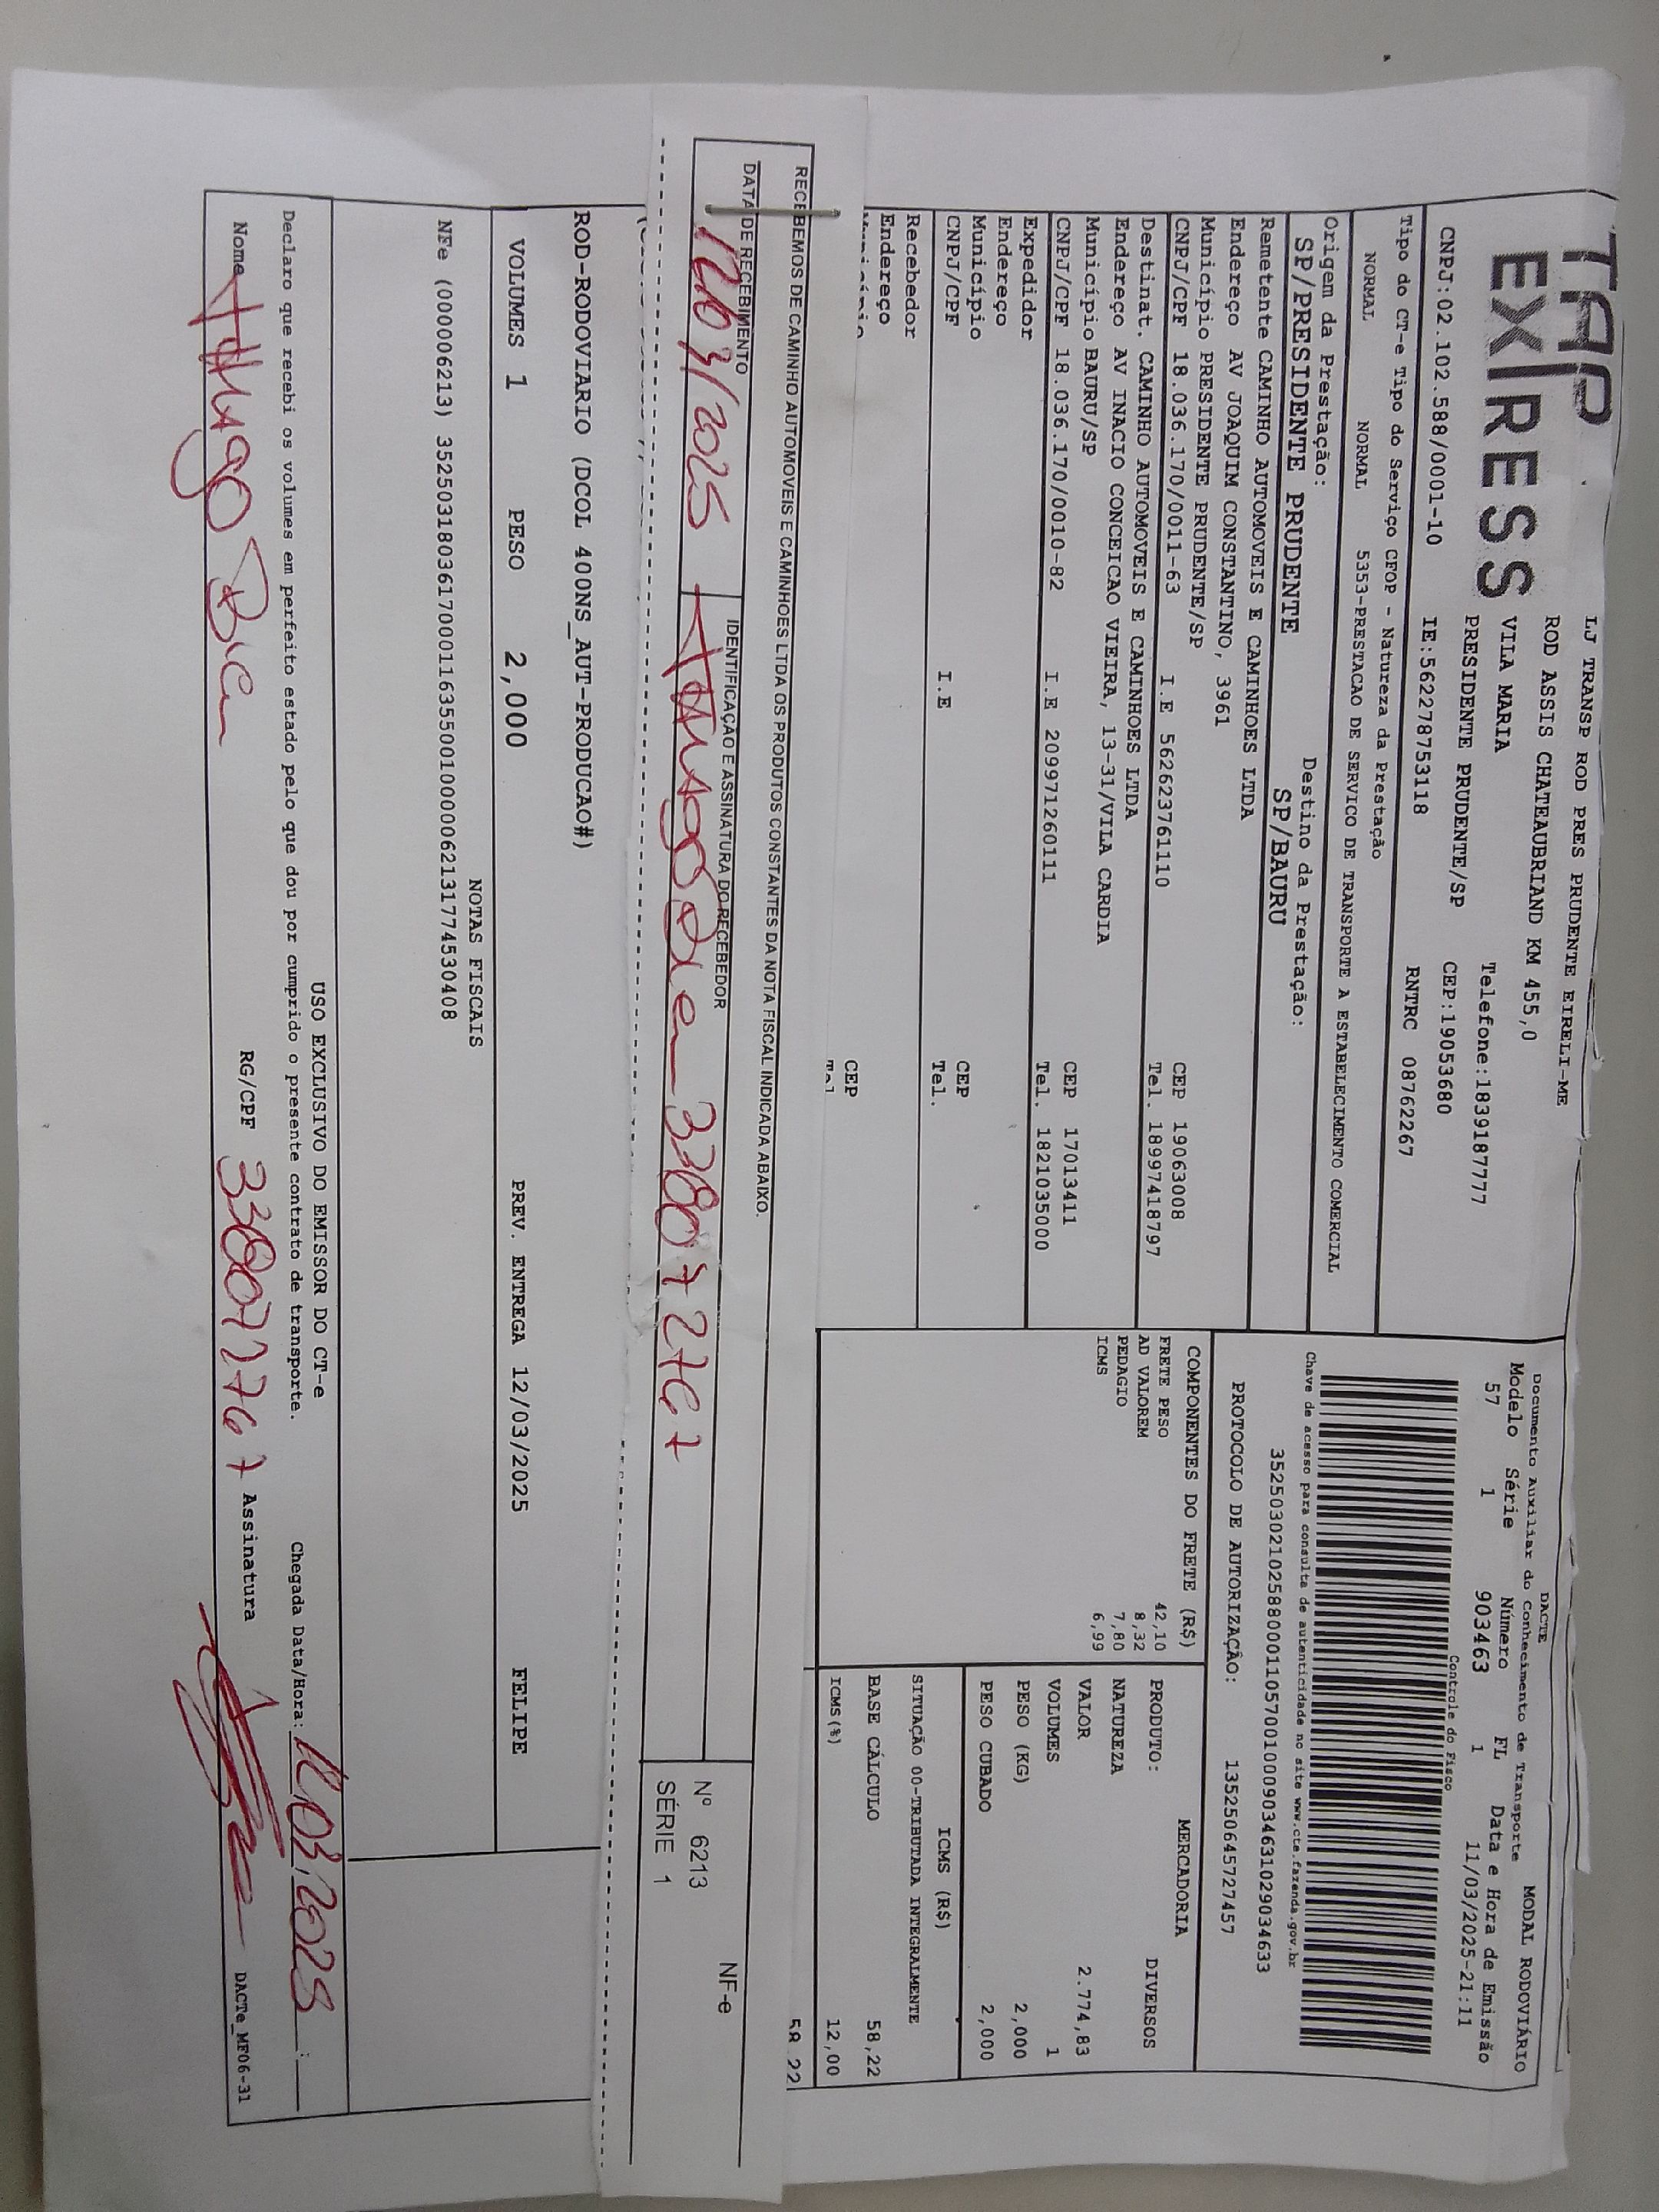 TAP
EXPRESS
LJ TRANSP ROD PRES PRUDENTE EIRELI-ME
ROD ASSIS CHATEAUBRIAND KM 455,0
VILA MARIA Telefone:1839187777
PRESIDENTE PRUDENTE/SP CEP:19053680
CNPJ:02.102.588/0001-10 IE:562278753118 RNTRC 08762267
Tipo do CT-e Tipo do Serviço CFOP - Natureza da Prestação
NORMAL NORMAL 5353-PRESTACAO DE SERVICO DE TRANSPORTE A ESTABELECIMENTO COMERCIAL
Origem da Prestação: Destino da Prestação:
SP/PRESIDENTE PRUDENTE SP/BAURU
Remetente CAMINHO AUTOMOVEIS E CAMINHOES LTDA
Endereço AV JOAQUIM CONSTANTINO, 3961
Município PRESIDENTE PRUDENTE/SP CEP 19063008
CNPJ/CPF 18.036.170/0011-63 I.E 562623761110 Tel. 18997418797
Destinat. CAMINHO AUTOMOVEIS E CAMINHOES LTDA
Endereço AV INACIO CONCEICAO VIEIRA, 13-31/VILA CARDIA
Município BAURU/SP CEP 17013411
CNPJ/CPF 18.036.170/0010-82 I.E 209971260111 Tel. 1821035000
Expedidor
Endereço
Município CEP
CNPJ/CPF I.E Tel.
Recebedor
Endereço
Município CEP
Tel
DACTE MODAL RODOVIÁRIO
Documento Auxiliar do Conhecimento de Transporte
Modelo Série Número FL Data e Hora de Emissão
57 1 903463 1 11/03/2025-21:11
Controle do Fisco
Chave de acesso para consulta de autenticidade no site www.cte.fazenda.gov.br
35250302102588000110570010009034631029034633
PROTOCOLO DE AUTORIZAÇÃO: 135250645727457
COMPONENTES DO FRETE (R$)
FRETE PESO 42,10
AD VALOREM 8,32
PEDAGIO 7,80
ICMS 6,99
MERCADORIA
PRODUTO: DIVERSOS
NATUREZA
VALOR 2.774,83
VOLUMES 1
PESO (KG) 2,000
PESO CUBADO 2,000
ICMS (R$)
SITUAÇÃO 00-TRIBUTADA INTEGRALMENTE
BASE CÁLCULO 58,22
ICMS(%) 12,00
58,22
RECEBEMOS DE CAMINHO AUTOMOVEIS E CAMINHOES LTDA OS PRODUTOS CONSTANTES DA NOTA FISCAL INDICADA ABAIXO.
DATA DE RECEBIMENTO IDENTIFICAÇÃO E ASSINATURA DO RECEBEDOR
NF-e
Nº 6213
SÉRIE 1
ROD-RODOVIARIO (DCOL 400NS_AUT-PRODUCAO#)
VOLUMES 1 PESO 2,000 PREV. ENTREGA 12/03/2025 FELIPE
NOTAS FISCAIS
NFe (000006213) 35250318036170001163550010000062131774530408
USO EXCLUSIVO DO EMISSOR DO CT-e
Declaro que recebi os volumes em perfeito estado pelo que dou por cumprido o presente contrato de transporte. Chegada Data/Hora:
Nome RG/CPF Assinatura DACTe_MF06-31